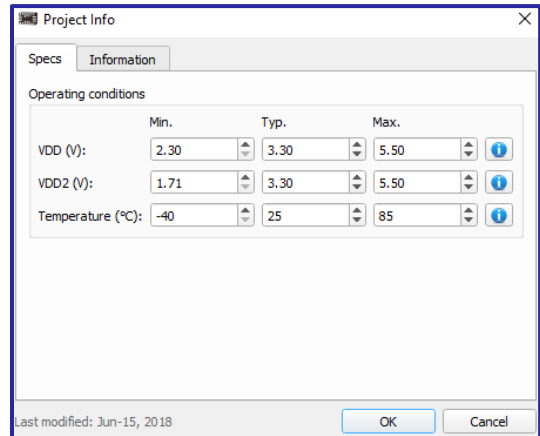 Project Info
Specs Information
Operating conditions
Min. Typ. Max.
VDD (V): 2.30 3.30 5.50
VDD2 (V): 1.71 3.30 5.50
Temperature (°C): -40 25 85
Last modified: Jun-15, 2018 OK Cancel